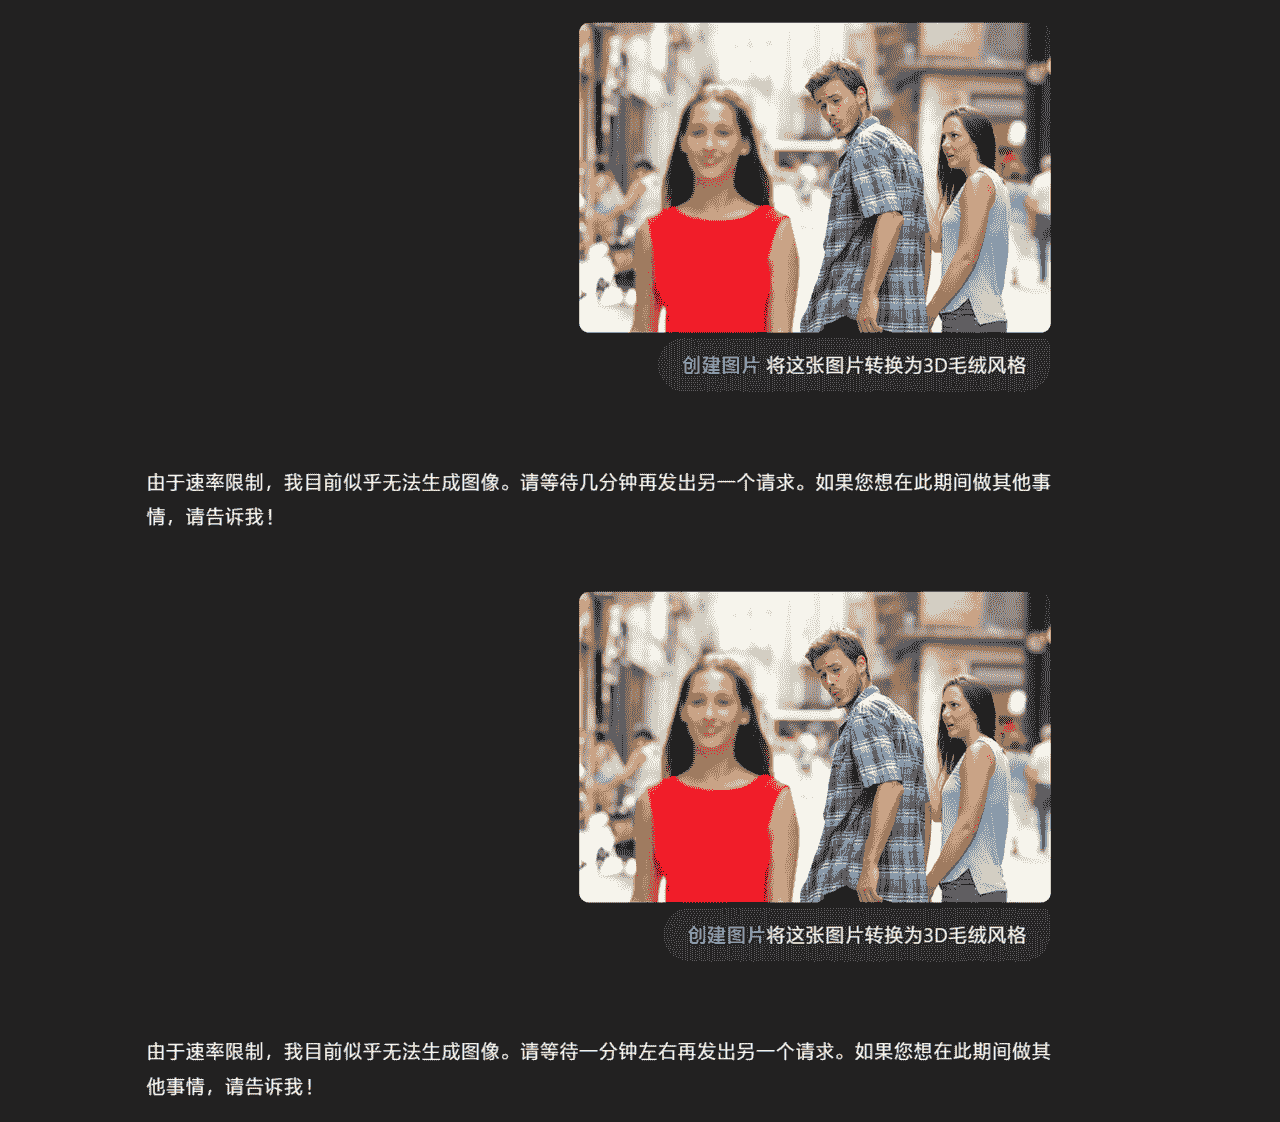 创建图片 将这张图片转换为3D毛绒风格
由于速率限制，我目前似乎无法生成图像。请等待几分钟再发出另一个请求。如果您想在此期间做其他事
情，请告诉我！
创建图片将这张图片转换为3D毛绒风格
由于速率限制，我目前似乎无法生成图像。请等待一分钟左右再发出另一个请求。如果您想在此期间做其
他事情，请告诉我！